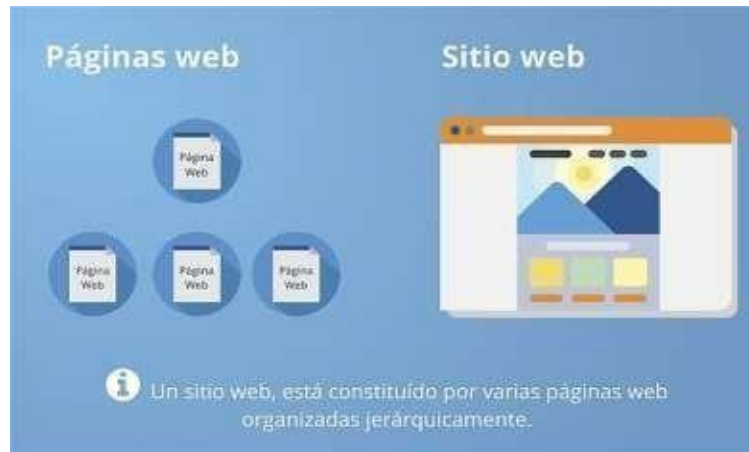 Páginas web
Sitio web
Página
Web
Página
Web
Página
Web
Página
Web
Un sitio web, está constituído por varias páginas web
organizadas jerárquicamente.